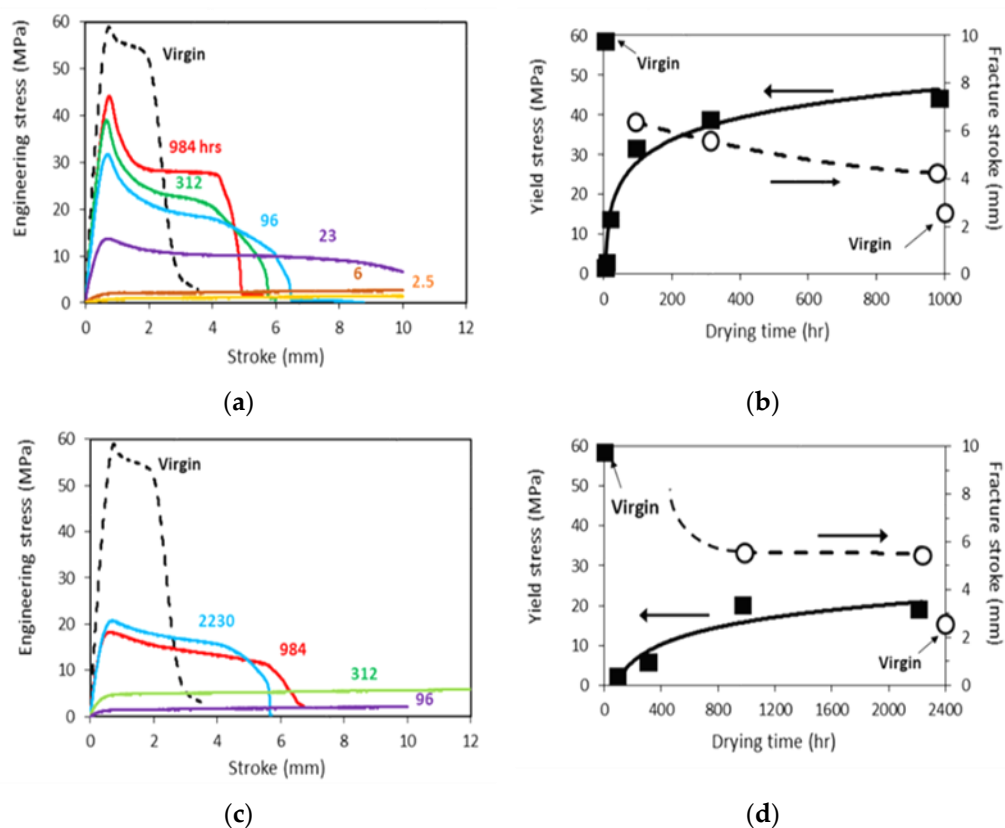 Engineering stress (MPa)
60
50
40
30
20
10
0
Virgin
984 hrs
312
96
23
6
2.5
0 2 4 6 8 10 12
Stroke (mm)
(a)
Yield stress (MPa)
60
50
40
30
20
10
0
Virgin
Virgin
10
8
6
4
2
0
Fracture stroke (mm)
0 200 400 600 800 1000
Drying time (hr)
(b)
Engineering stress (MPa)
60
50
40
30
20
10
0
Virgin
2230
984
312
96
0 2 4 6 8 10 12
Stroke (mm)
(c)
Yield stress (MPa)
60
50
40
30
20
10
0
Virgin
Virgin
10
8
6
4
2
0
Fracture stroke (mm)
0 400 800 1200 1600 2000 2400
Drying time (hr)
(d)